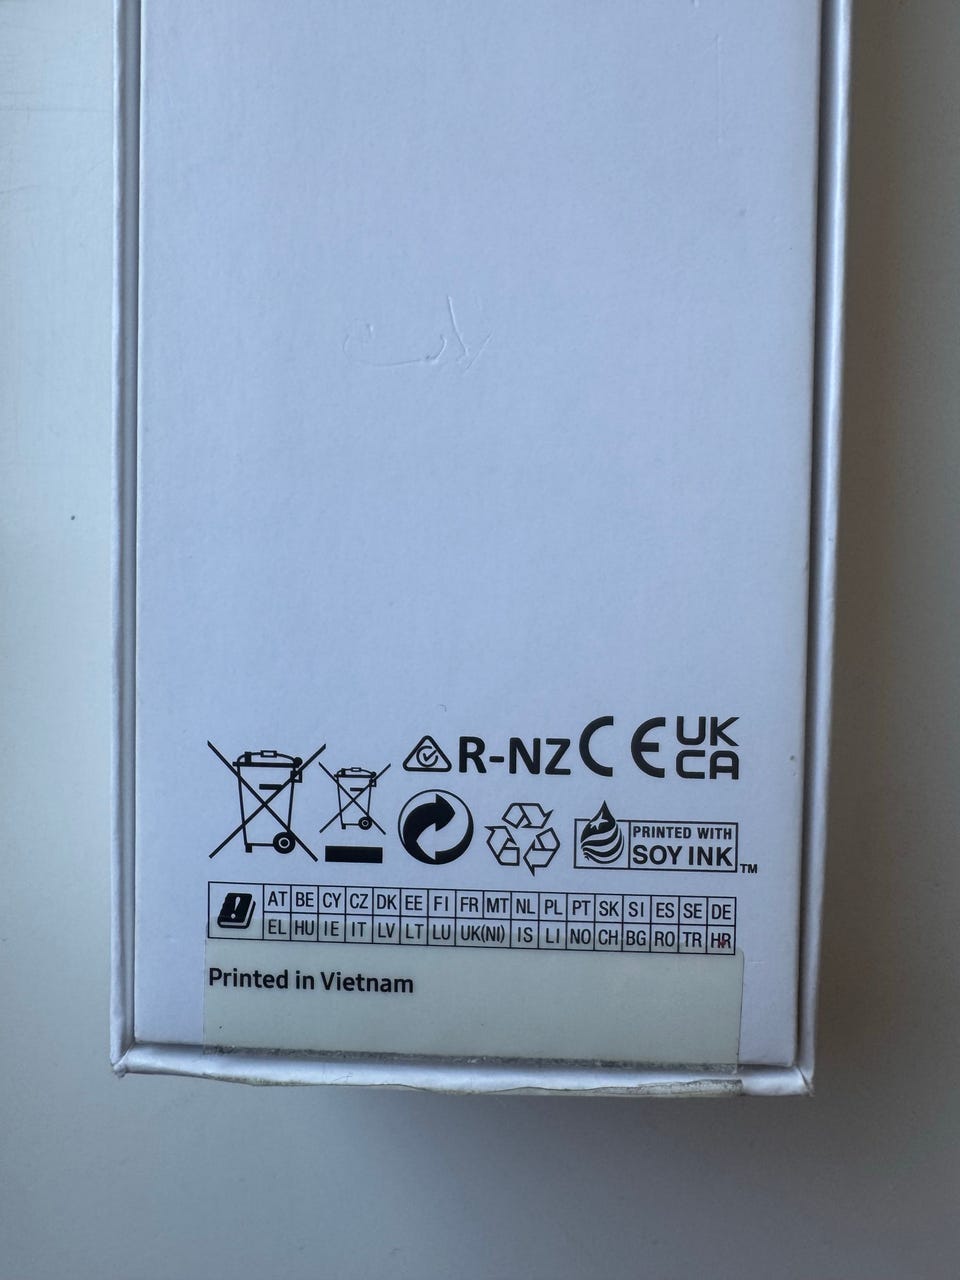 R-NZ CE UK
CA
PRINTED WITH
SOY INK™
AT BE CY CZ DK EE FI FR MT NL PL PT SK SI ES SE DE
EL HU IE IT LV LT LU UK(NI) IS LI NO CH BG RO TR HR
Printed in Vietnam